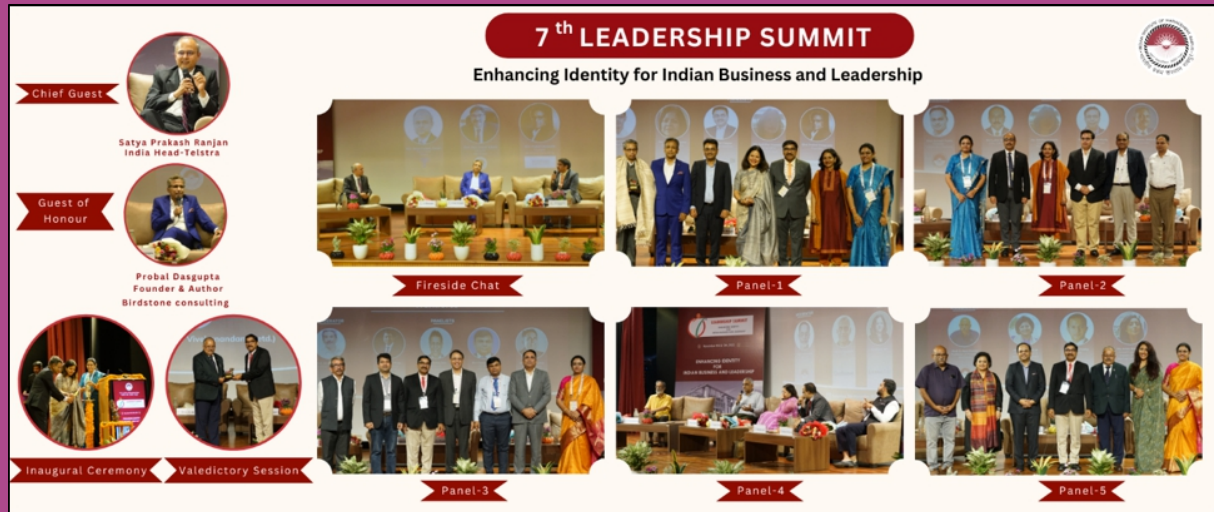 7th LEADERSHIP SUMMIT
Enhancing Identity for Indian Business and Leadership
Chief Guest
Satya Prakash Ranjan
India Head-Telstra
Guest of
Honour
Probal Dasgupta
Founder & Author
Birdstone consulting
Inaugural Ceremony
Valedictory Session
Fireside Chat
Panel-1
Panel-2
Panel-3
LEADERSHIP SUMMIT
ENHANCING IDENTITY
FOR
INDIAN BUSINESS AND LEADERSHIP
Panel-4
Panel-5